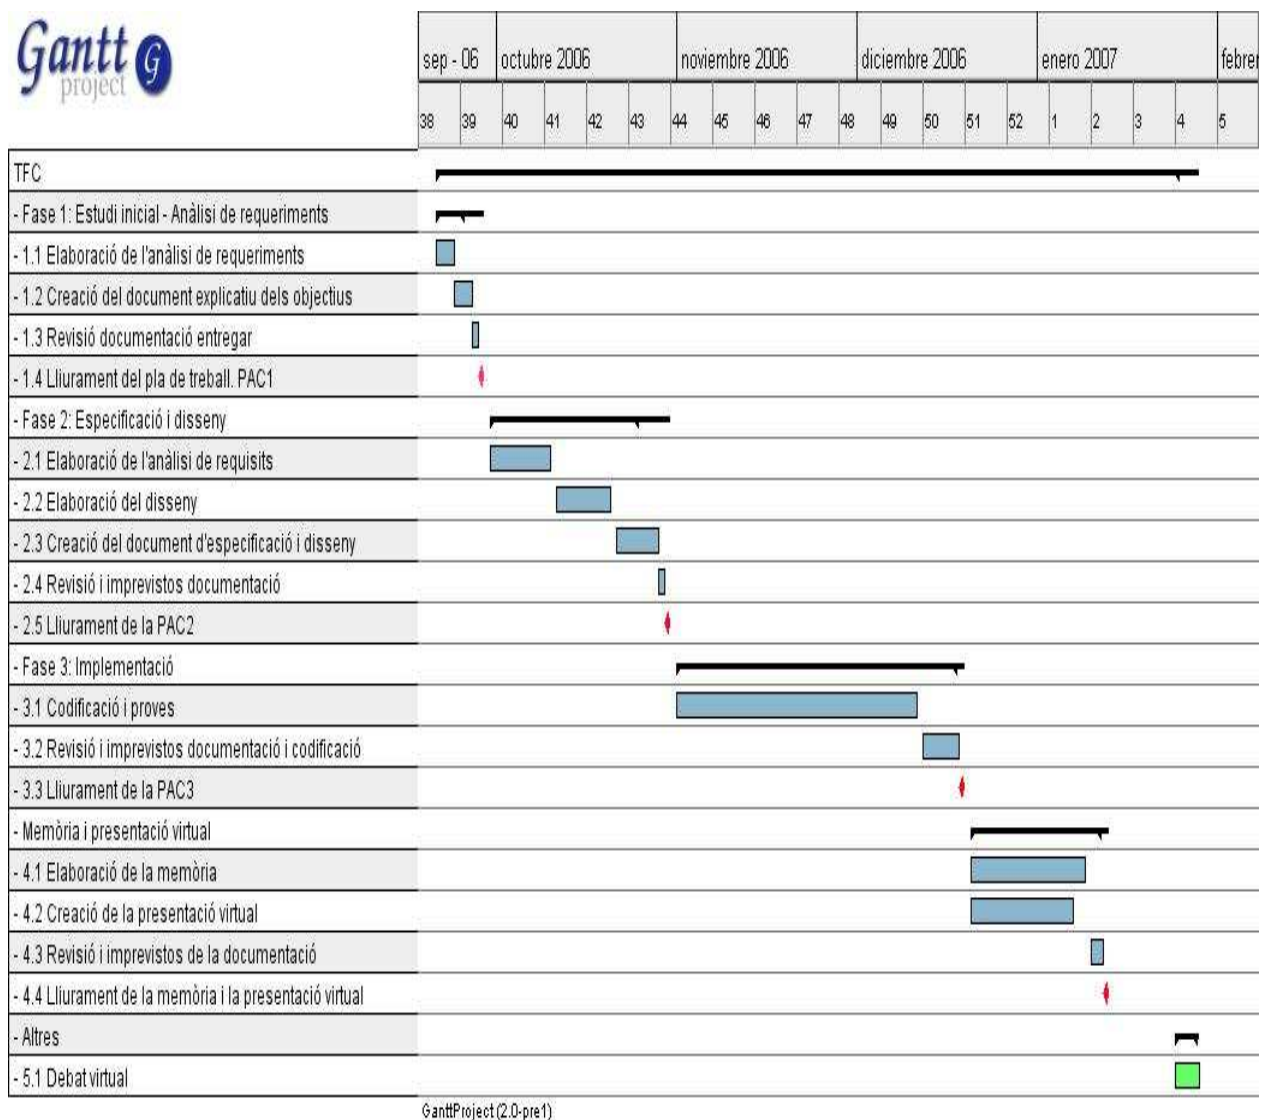 Gantt G
project
sep - 06 octubre 2006 noviembre 2006 diciembre 2006 enero 2007 febrer
38 39 40 41 42 43 44 45 46 47 48 49 50 51 52 1 2 3 4 5
TFC
- Fase 1: Estudi inicial - Anàlisi de requeriments
- 1.1 Elaboració de l'anàlisi de requeriments
- 1.2 Creació del document explicatiu dels objectius
- 1.3 Revisió documentació entregar
- 1.4 Lliurament del pla de treball. PAC1
- Fase 2: Especificació i disseny
- 2.1 Elaboració de l'anàlisi de requisits
- 2.2 Elaboració del disseny
- 2.3 Creació del document d'especificació i disseny
- 2.4 Revisió i imprevistos documentació
- 2.5 Lliurament de la PAC2
- Fase 3: Implementació
- 3.1 Codificació i proves
- 3.2 Revisió i imprevistos documentació i codificació
- 3.3 Lliurament de la PAC3
- Memòria i presentació virtual
- 4.1 Elaboració de la memòria
- 4.2 Creació de la presentació virtual
- 4.3 Revisió i imprevistos de la documentació
- 4.4 Lliurament de la memòria i la presentació virtual
- Altres
- 5.1 Debat virtual
GanttProject (2.0-pre1)